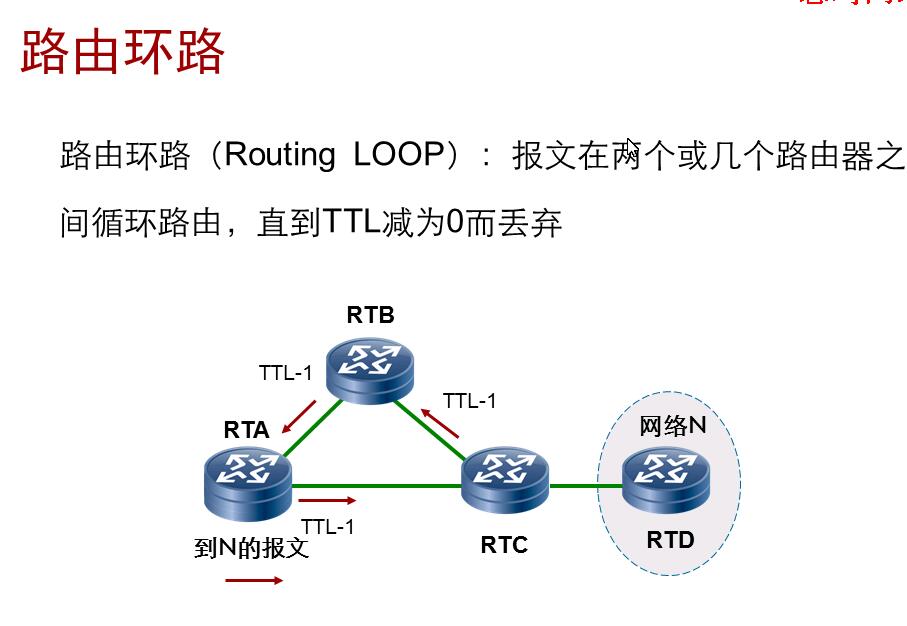 路由环路
路由环路（Routing LOOP）：报文在两个或几个路由器之
间循环路由，直到TTL减为0而丢弃
RTB
TTL-1
TTL-1
RTA
网络N
TTL-1
到N的报文
RTC
RTD